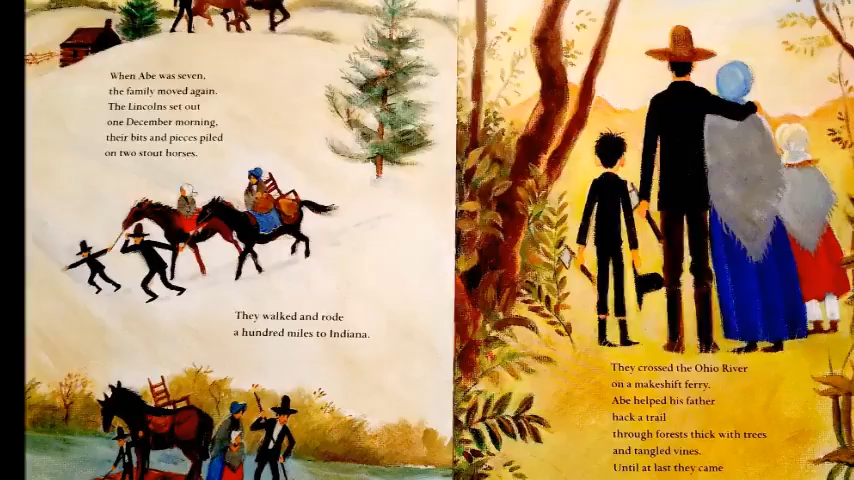 When Abe was seven,
the family moved again.
The Lincolns set out
one December morning,
their bits and pieces piled
on two stout horses.
They walked and rode
a hundred miles to Indiana.
They crossed the Ohio River
on a makeshift ferry.
Abe helped his father
hack a trail
through forests thick with trees
and tangled vines.
Until at last they came